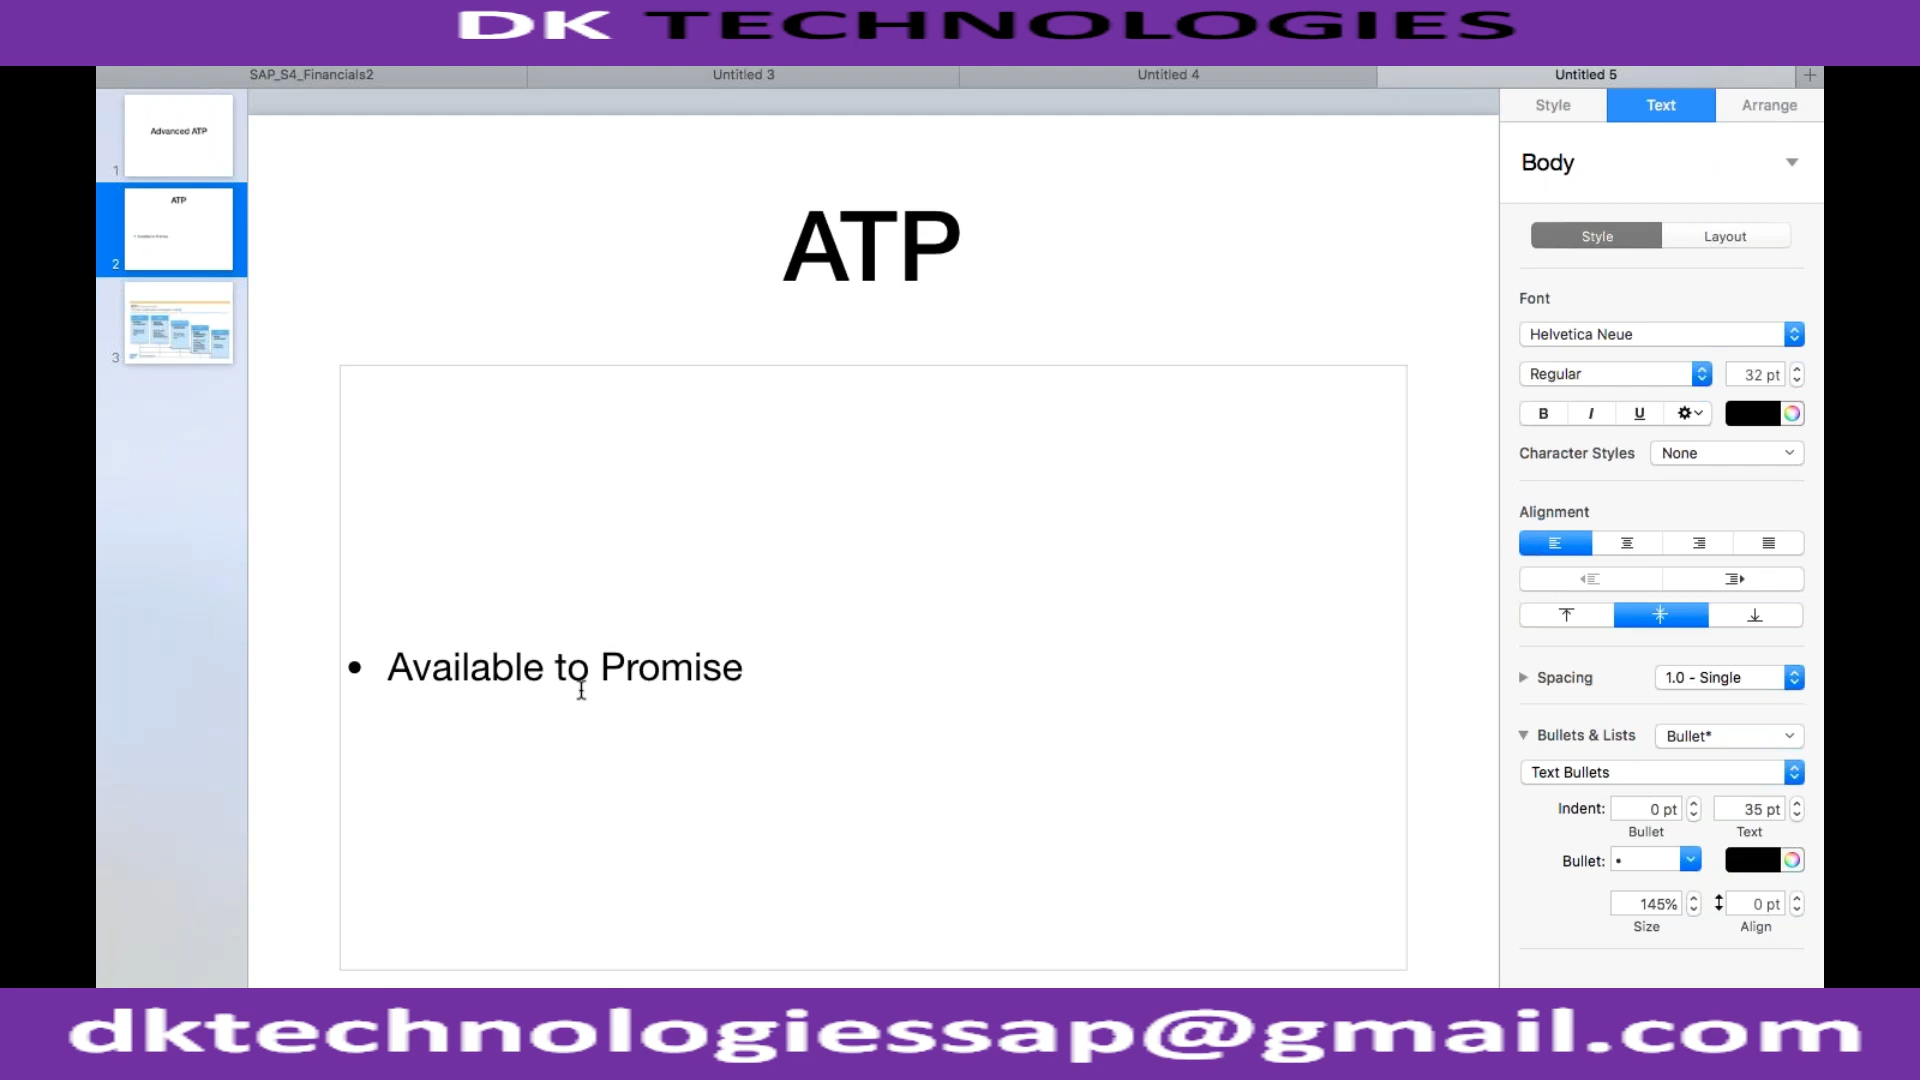 DK TECHNOLOGIES
SAP_S4_Financials2
Untitled 3
Untitled 4
Untitled 5
+
Style
Text
Arrange
Advanced ATP
1
ATP
• Available to Promise
2
3
ATP
• Available to Promise
Body
Style
Layout
Font
Helvetica Neue
Regular
32 pt
B I U
Character Styles
None
Alignment
Spacing
1.0 - Single
Bullets & Lists
Bullet*
Text Bullets
Indent:
0 pt
35 pt
Bullet
Text
Bullet:
•
145%
0 pt
Size
Align
dktechnologiessap@gmail.com